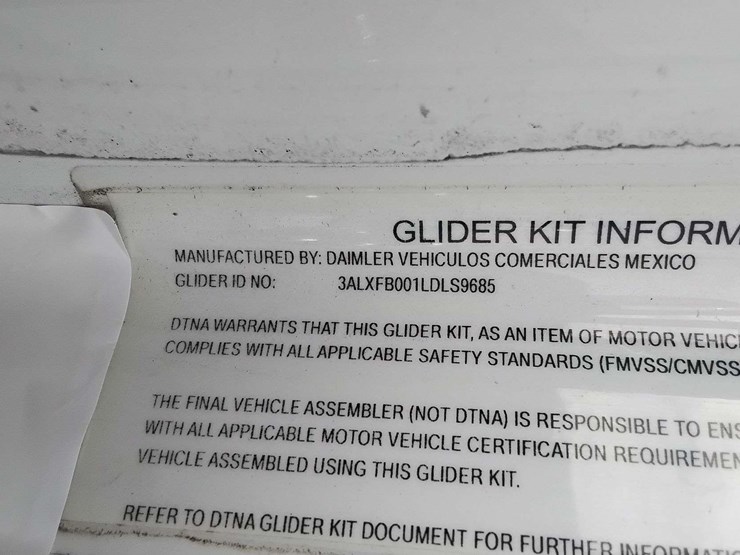 GLIDER KIT INFORM
MANUFACTURED BY: DAIMLER VEHICULOS COMERCIALES MEXICO
GLIDER ID NO: 3ALXFB001LDLS9685
DTNA WARRANTS THAT THIS GLIDER KIT, AS AN ITEM OF MOTOR VEHIC
COMPLIES WITH ALL APPLICABLE SAFETY STANDARDS (FMVSS/CMVSS
THE FINAL VEHICLE ASSEMBLER (NOT DTNA) IS RESPONSIBLE TO ENS
WITH ALL APPLICABLE MOTOR VEHICLE CERTIFICATION REQUIREMEN
VEHICLE ASSEMBLED USING THIS GLIDER KIT.
REFER TO DTNA GLIDER KIT DOCUMENT FOR FURTHER INFORMATI